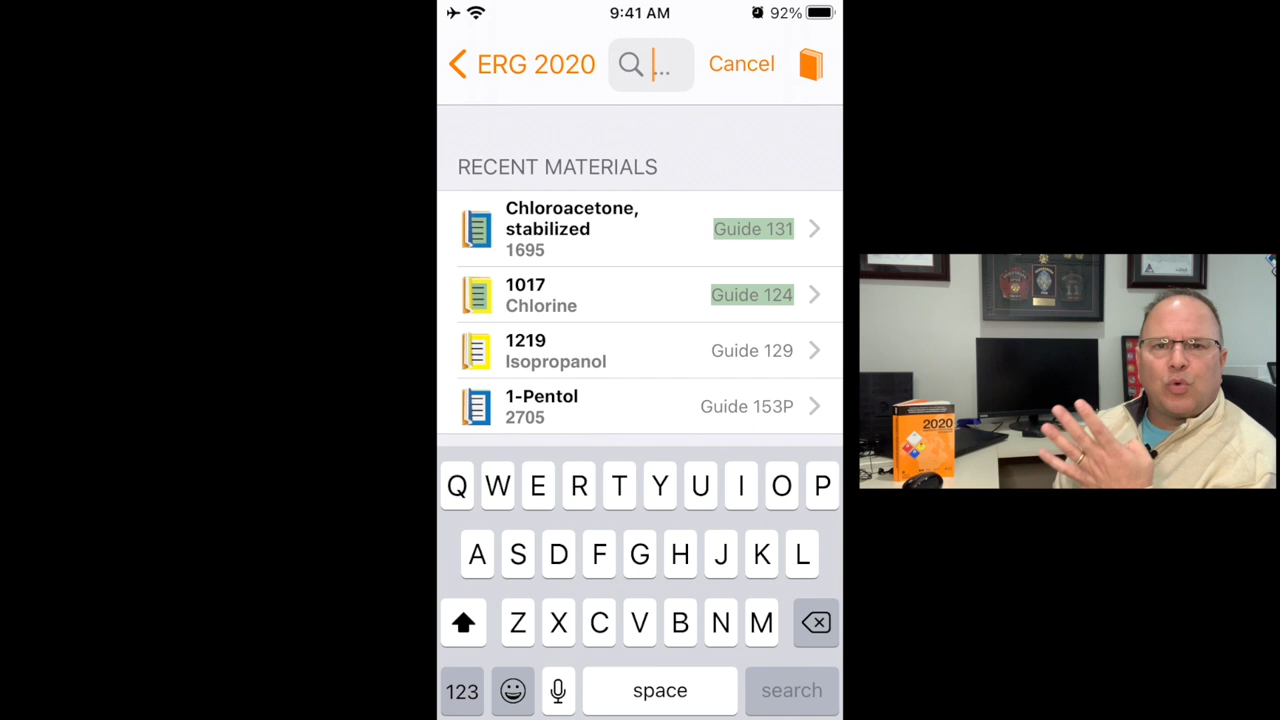 9:41 AM
92%
ERG 2020
...
Cancel
RECENT MATERIALS
Chloroacetone,
stabilized
1695
Guide 131
1017
Chlorine
Guide 124
1219
Isopropanol
Guide 129
1-Pentol
2705
Guide 153P
Q W E R T Y U I O P
A S D F G H J K L
Z X C V B N M
123
space
search
2020